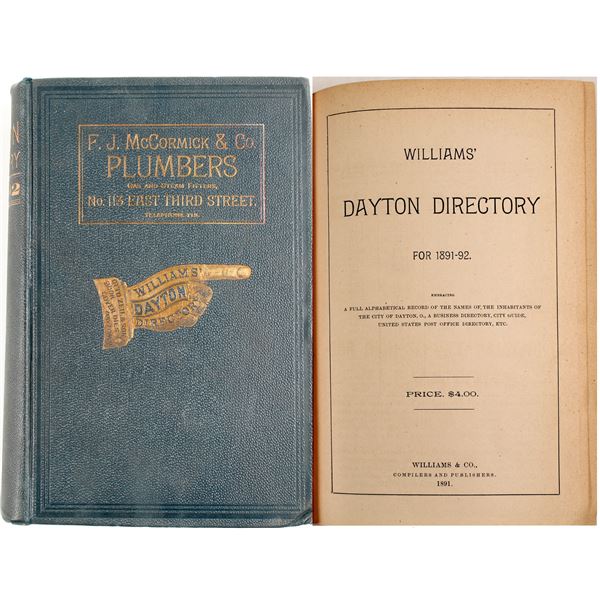 F. J. McCORMICK & CO.
PLUMBERS
GAS AND STEAM FITTERS,
No. 113 EAST THIRD STREET.
WILLIAMS'
DAYTON
DIRECTORY
WILLIAMS'
DAYTON DIRECTORY
FOR 1891-92.
EMBRACING
A FULL ALPHABETICAL RECORD OF THE NAMES OF, THE INHABITANTS OF
THE CITY OF DAYTON, O., A BUSINESS DIRECTORY, CITY GUIDE,
UNITED STATES POST OFFICE DIRECTORY, ETC.
PRICE, $4.00.
WILLIAMS & CO.,
COMPILERS AND PUBLISHERS.
1891.